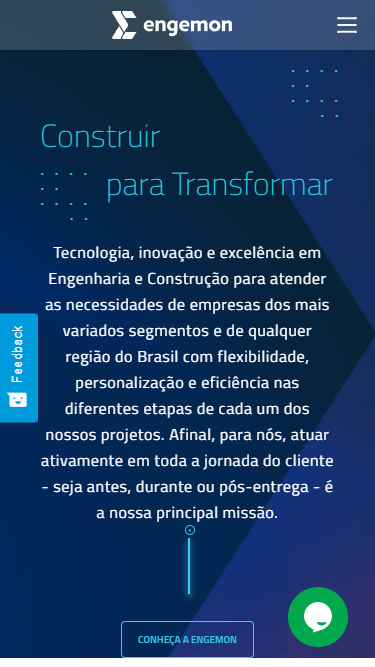 engemon
Construir
para Transformar
Tecnologia, inovação e excelência em
Engenharia e Construção para atender
as necessidades de empresas dos mais
variados segmentos e de qualquer
região do Brasil com flexibilidade,
personalização e eficiência nas
diferentes etapas de cada um dos
nossos projetos. Afinal, para nós, atuar
ativamente em toda a jornada do cliente
- seja antes, durante ou pós-entrega - é
a nossa principal missão.
Feedback
CONHEÇA A ENGEMON